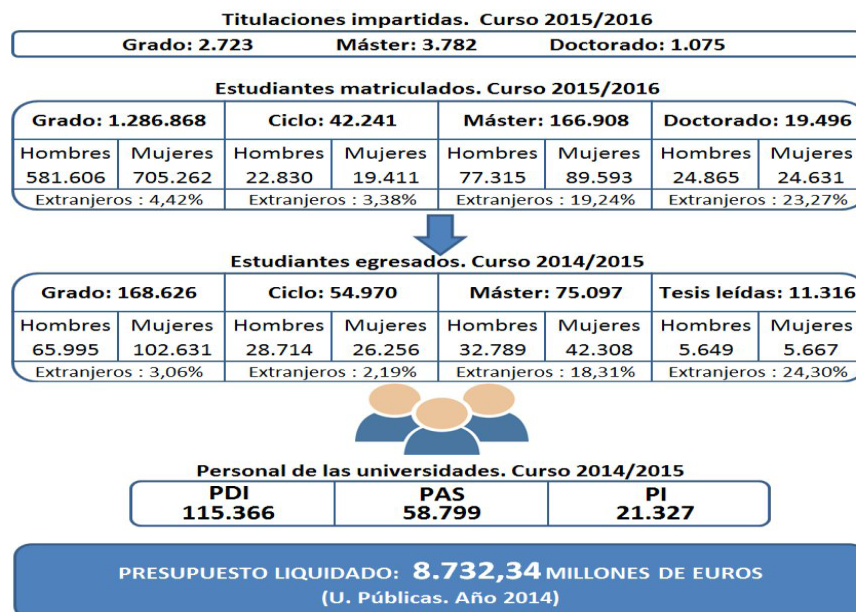 Titulaciones impartidas. Curso 2015/2016
Grado: 2.723 Máster: 3.782 Doctorado: 1.075
Estudiantes matriculados. Curso 2015/2016
Grado: 1.286.868 Ciclo: 42.241 Máster: 166.908 Doctorado: 19.496
Hombres Mujeres Hombres Mujeres Hombres Mujeres Hombres Mujeres
581.606 705.262 22.830 19.411 77.315 89.593 24.865 24.631
Extranjeros : 4,42% Extranjeros : 3,38% Extranjeros : 19,24% Extranjeros : 23,27%
Estudiantes egresados. Curso 2014/2015
Grado: 168.626 Ciclo: 54.970 Máster: 75.097 Tesis leídas: 11.316
Hombres Mujeres Hombres Mujeres Hombres Mujeres Hombres Mujeres
65.995 102.631 28.714 26.256 32.789 42.308 5.649 5.667
Extranjeros : 3,06% Extranjeros : 2,19% Extranjeros : 18,31% Extranjeros : 24,30%
Personal de las universidades. Curso 2014/2015
PDI PAS PI
115.366 58.799 21.327
PRESUPUESTO LIQUIDADO: 8.732,34 MILLONES DE EUROS
(U. Públicas. Año 2014)